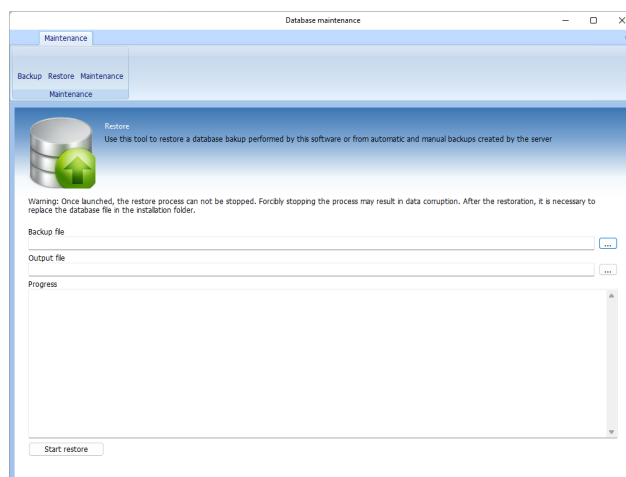 Database maintenance
Maintenance
Backup Restore Maintenance
Maintenance
Restore
Use this tool to restore a database bakup performed by this software or from automatic and manual backups created by the server
Warning: Once launched, the restore process can not be stopped. Forcibly stopping the process may result in data corruption. After the restoration, it is necessary to
replace the database file in the installation folder.
Backup file
...
Output file
...
Progress
Start restore